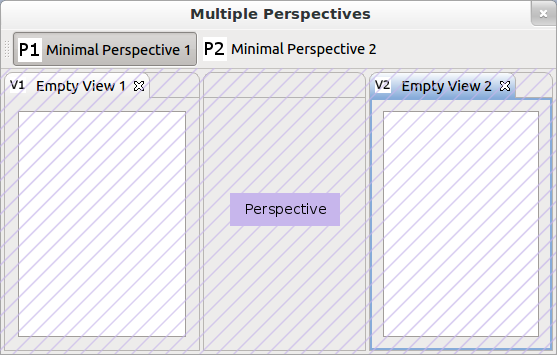 Multiple Perspectives
P1 Minimal Perspective 1 P2 Minimal Perspective 2
V1 Empty View 1
V2 Empty View 2
Perspective